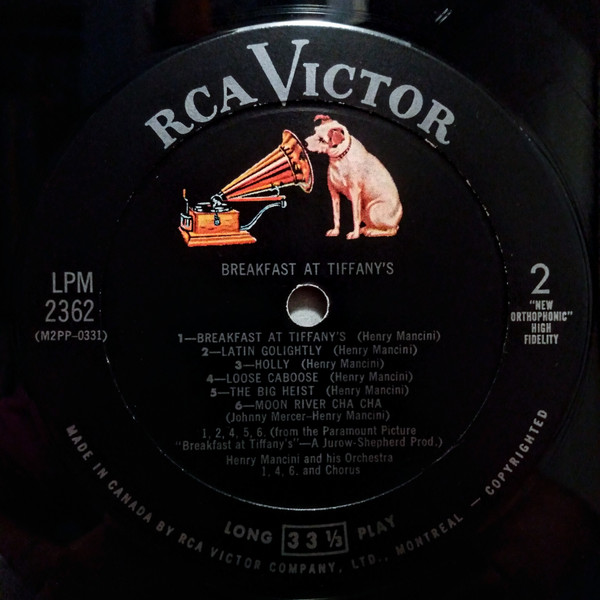 RCA VICTOR
BREAKFAST AT TIFFANY'S
LPM
2362
(M2PP-0331)
2
"NEW
ORTHOPHONIC"
HIGH
FIDELITY
1—BREAKFAST AT TIFFANY'S (Henry Mancini)
2—LATIN GOLIGHTLY (Henry Mancini)
3—HOLLY (Henry Mancini)
4—LOOSE CABOOSE (Henry Mancini)
5—THE BIG HEIST (Henry Mancini)
6—MOON RIVER CHA CHA
(Johnny Mercer-Henry Mancini)
1, 2, 4, 5, 6, (from the Paramount Picture
"Breakfast at Tiffany's"—A Jurow-Shepherd Prod.)
Henry Mancini and his Orchestra
1, 4, 6, and Chorus
LONG 33 1/3 PLAY
MADE IN CANADA BY RCA VICTOR COMPANY, LTD., MONTREAL — COPYRIGHTED